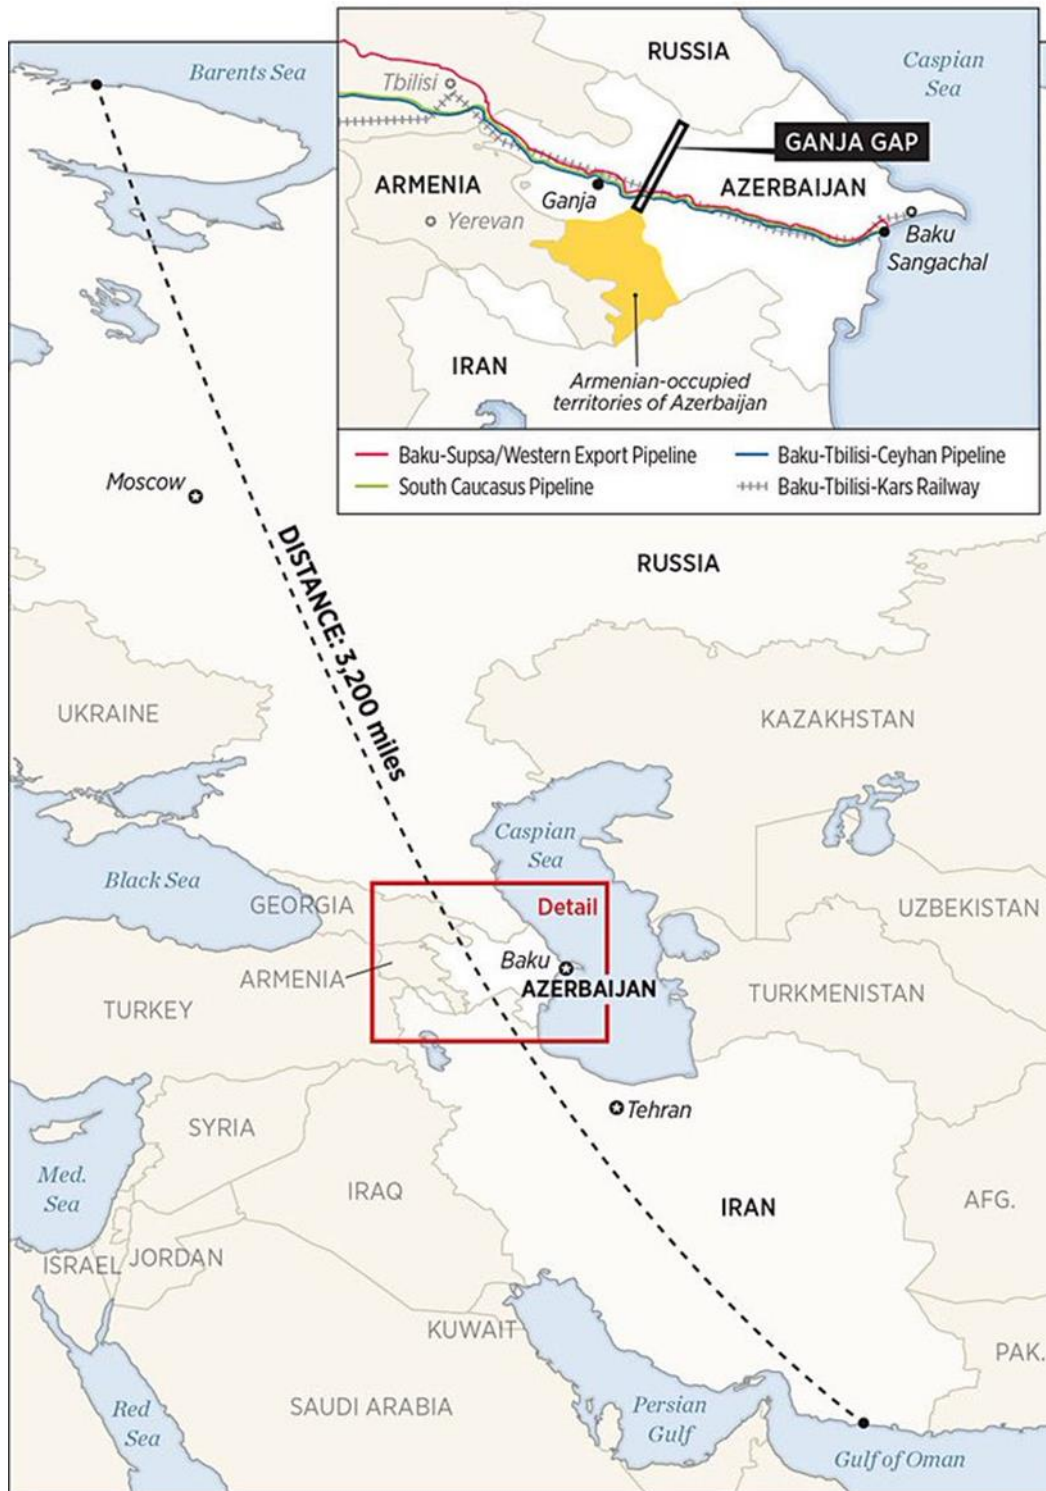 Barents Sea
RUSSIA
Caspian
Sea
Tbilisi
GANJA GAP
ARMENIA
AZERBAIJAN
Ganja
Yerevan
Baku
Sangachal
IRAN
Armenian-occupied
territories of Azerbaijan
Baku-Supsa/Western Export Pipeline
Baku-Tbilisi-Ceyhan Pipeline
South Caucasus Pipeline
Baku-Tbilisi-Kars Railway
Moscow
DISTANCE: 3,200 miles
RUSSIA
UKRAINE
KAZAKHSTAN
Caspian
Sea
Black Sea
GEORGIA
Detail
UZBEKISTAN
Baku
ARMENIA
AZERBAIJAN
TURKEY
TURKMENISTAN
Tehran
SYRIA
Med.
Sea
IRAQ
IRAN
AFG.
ISRAEL
JORDAN
KUWAIT
PAK.
SAUDI ARABIA
Red
Sea
Persian
Gulf
Gulf of Oman